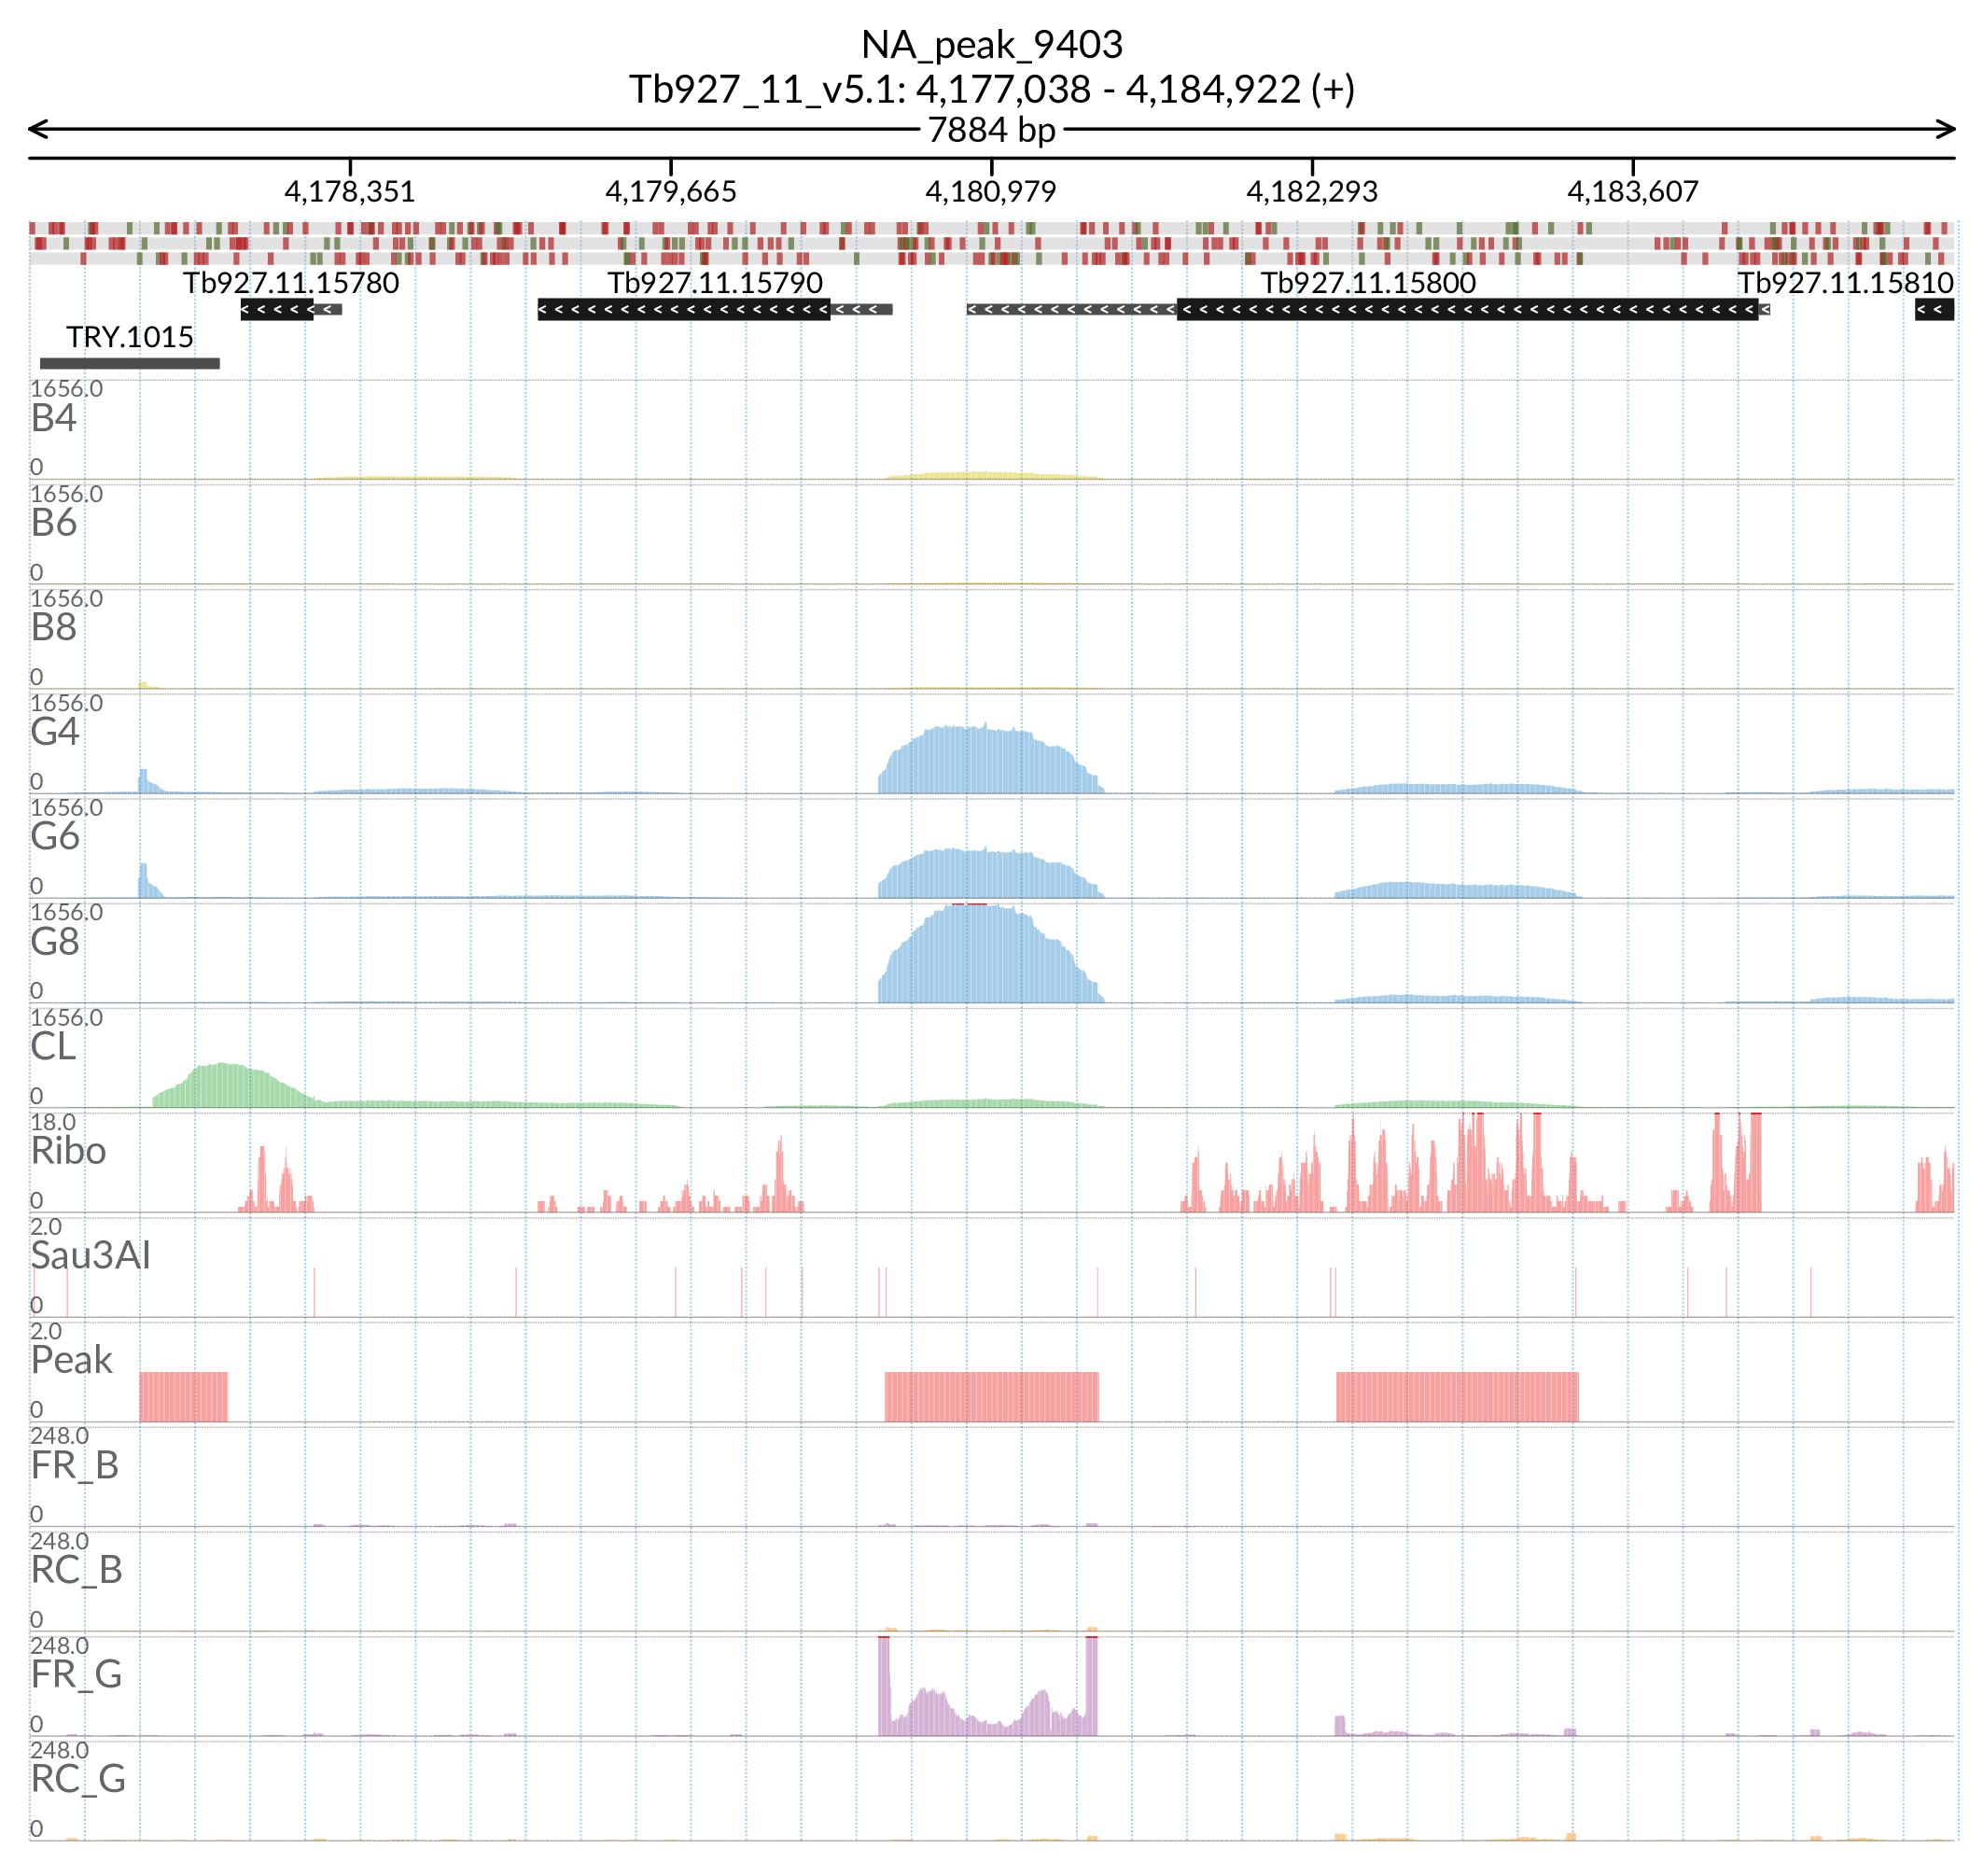 NA_peak_9403
Tb927_11_v5.1: 4,177,038 - 4,184,922 (+)
7884 bp
4,178,351 4,179,665 4,180,979 4,182,293 4,183,607
Tb927.11.15780 Tb927.11.15790 Tb927.11.15800 Tb927.11.15810
TRY.1015
1656.0
B4
0
1656.0
B6
0
1656.0
B8
0
1656.0
G4
0
1656.0
G6
0
1656.0
G8
0
1656.0
CL
0
18.0
Ribo
0
2.0
Sau3AI
0
2.0
Peak
0
248.0
FR_B
0
248.0
RC_B
0
248.0
FR_G
0
248.0
RC_G
0